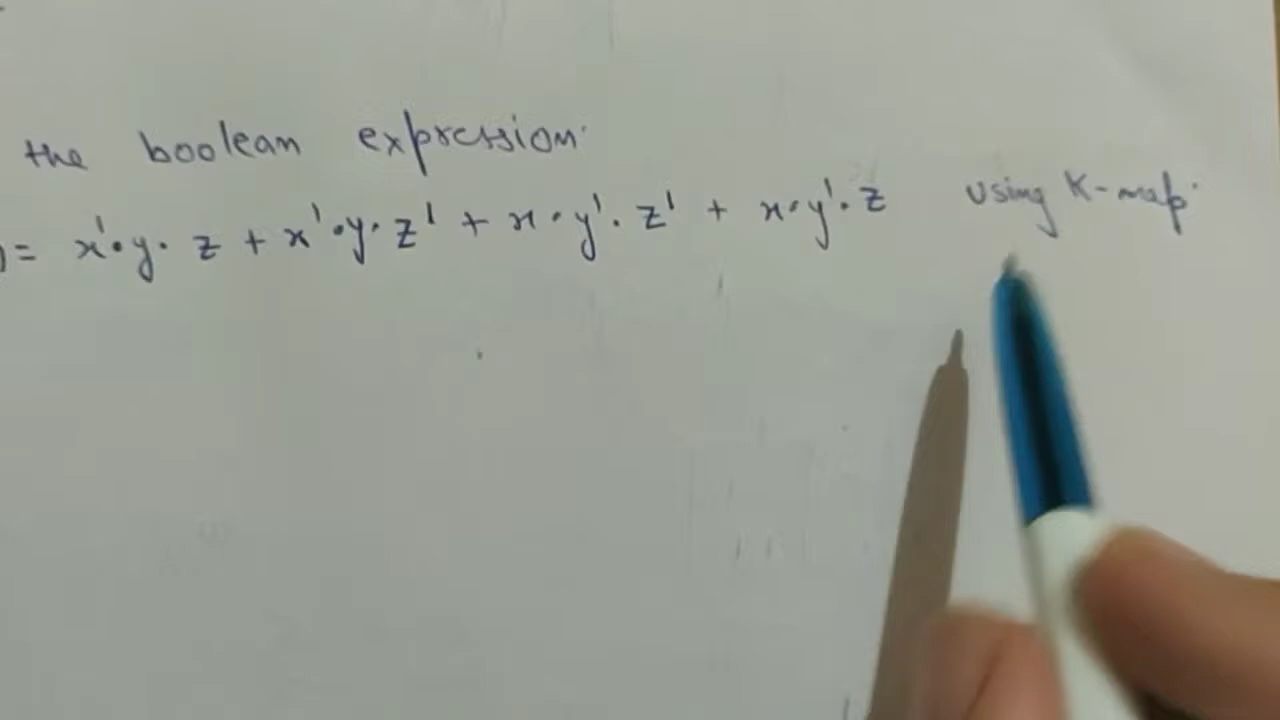 the boolean expression.
)= x'·y·z + x'·y·z' + x·y'·z' + x·y'·z using K-map.